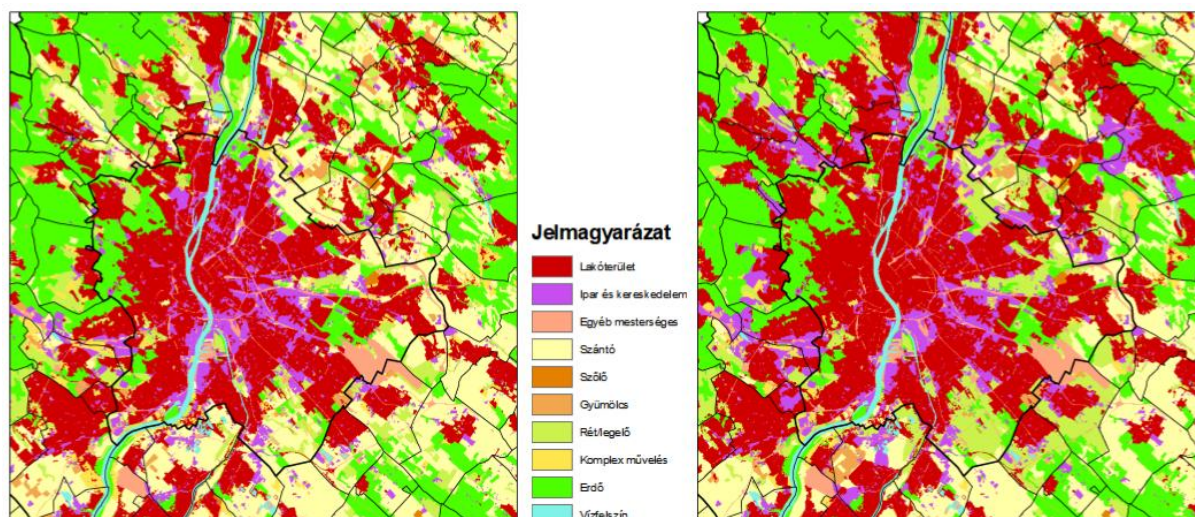 Jelmagyarázat
Lakóterület
Ipar és kereskedelem
Egyéb mesterséges
Szántó
Szőlő
Gyümölcs
Rét/legelő
Komplex művelés
Erdő
Vízfelszín